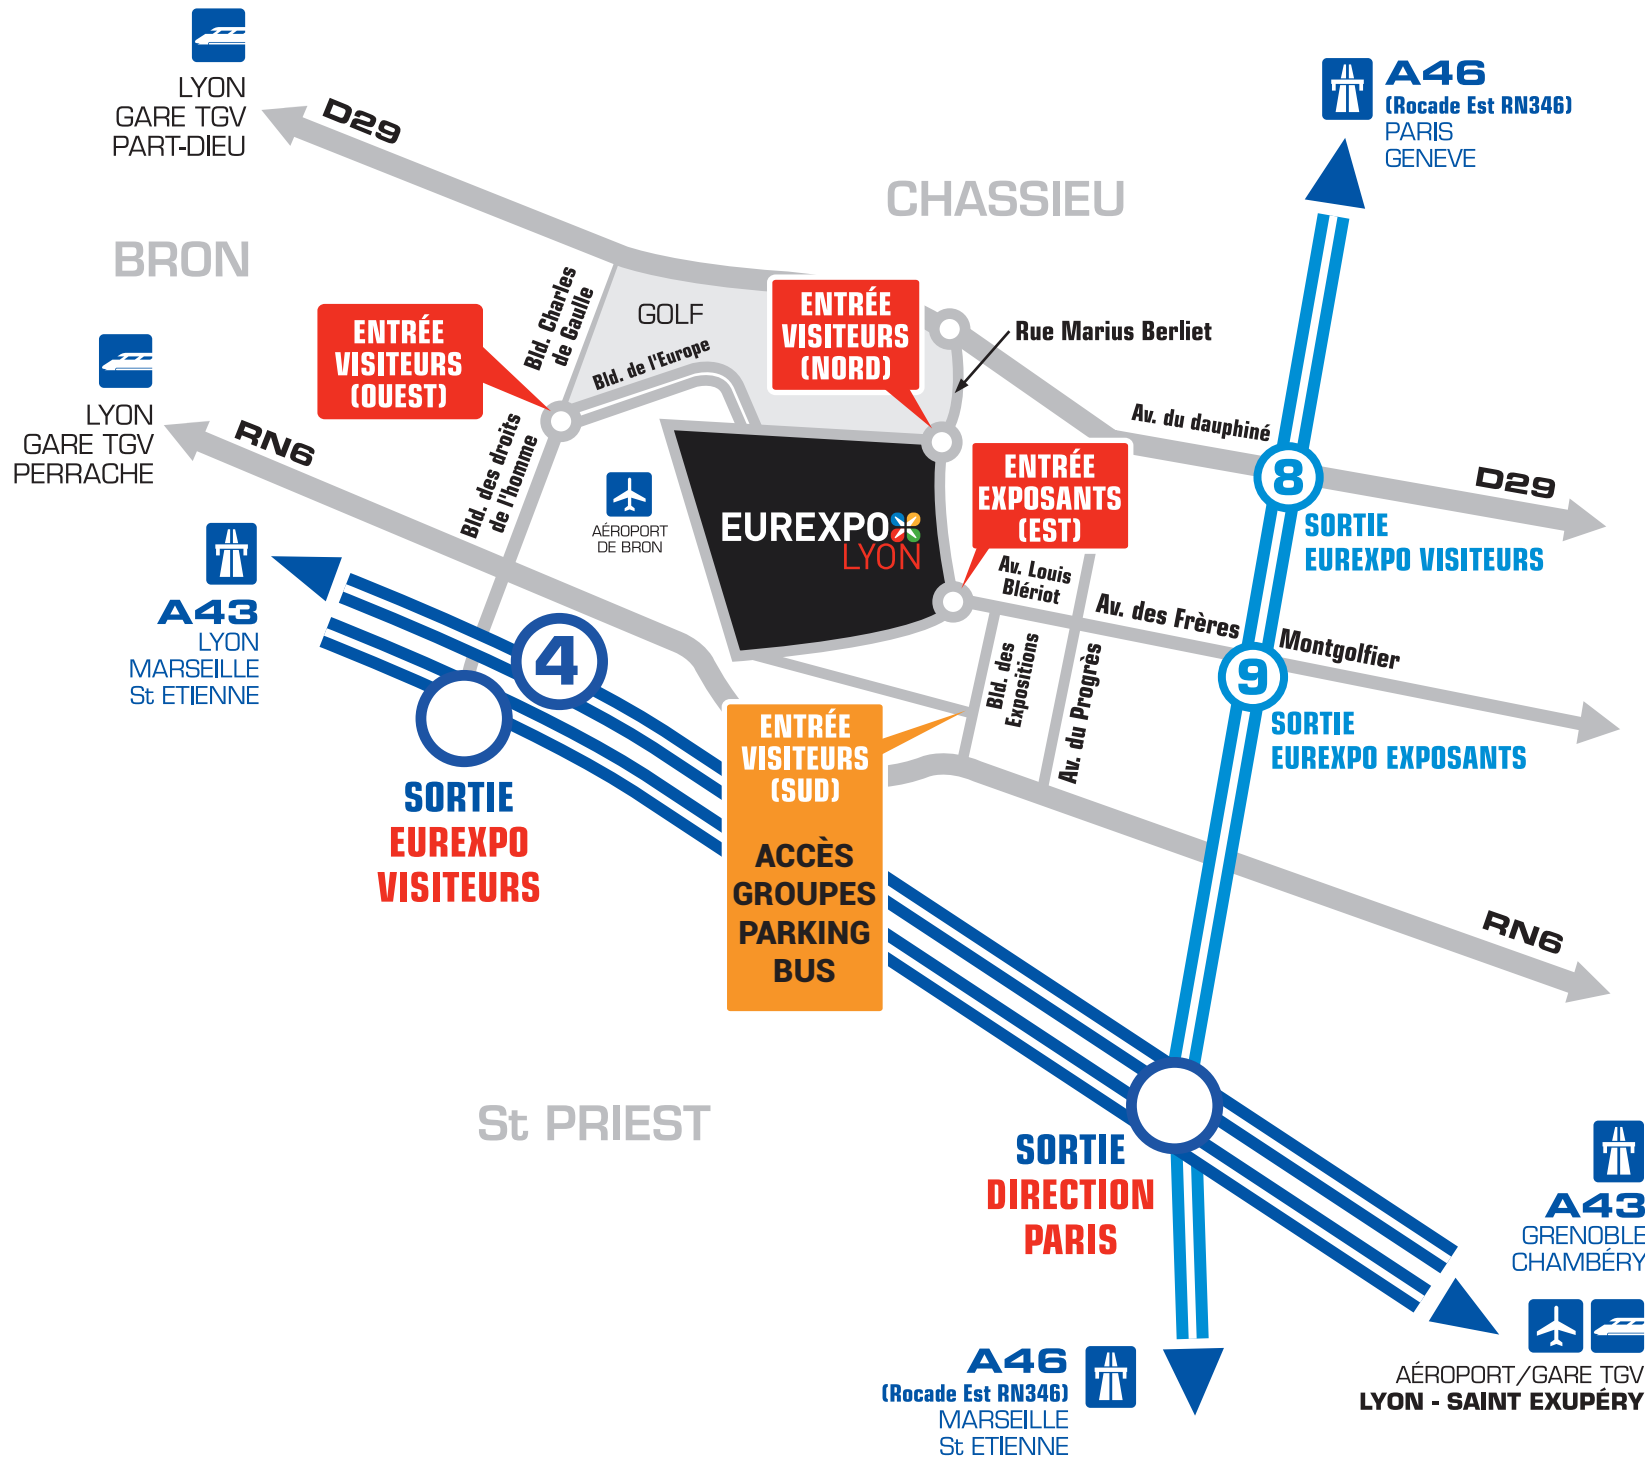 LYON
GARE TGV
PART-DIEU
D29
A46
(Rocade Est RN346)
PARIS
GENEVE
CHASSIEU
BRON
Bld. Charles
de Gaulle
GOLF
Bld. de l'Europe
ENTRÉE
VISITEURS
(OUEST)
ENTRÉE
VISITEURS
(NORD)
Rue Marius Berliet
LYON
GARE TGV
PERRACHE
RN6
Bld. des droits
de l'homme
Av. du dauphiné
8
D29
SORTIE
EUREXPO VISITEURS
ENTRÉE
EXPOSANTS
(EST)
AÉROPORT
DE BRON
EUREXPO
LYON
A43
LYON
MARSEILLE
St ETIENNE
4
Av. Louis
Blériot
Av. des Frères
Montgolfier
Bld. des
Expositions
Av. du Progrès
9
SORTIE
EUREXPO EXPOSANTS
SORTIE
EUREXPO
VISITEURS
ENTRÉE
VISITEURS
(SUD)
ACCÈS
GROUPES
PARKING
BUS
RN6
St PRIEST
SORTIE
DIRECTION
PARIS
A43
GRENOBLE
CHAMBÉRY
AÉROPORT/GARE TGV
LYON - SAINT EXUPÉRY
A46
(Rocade Est RN346)
MARSEILLE
St ETIENNE